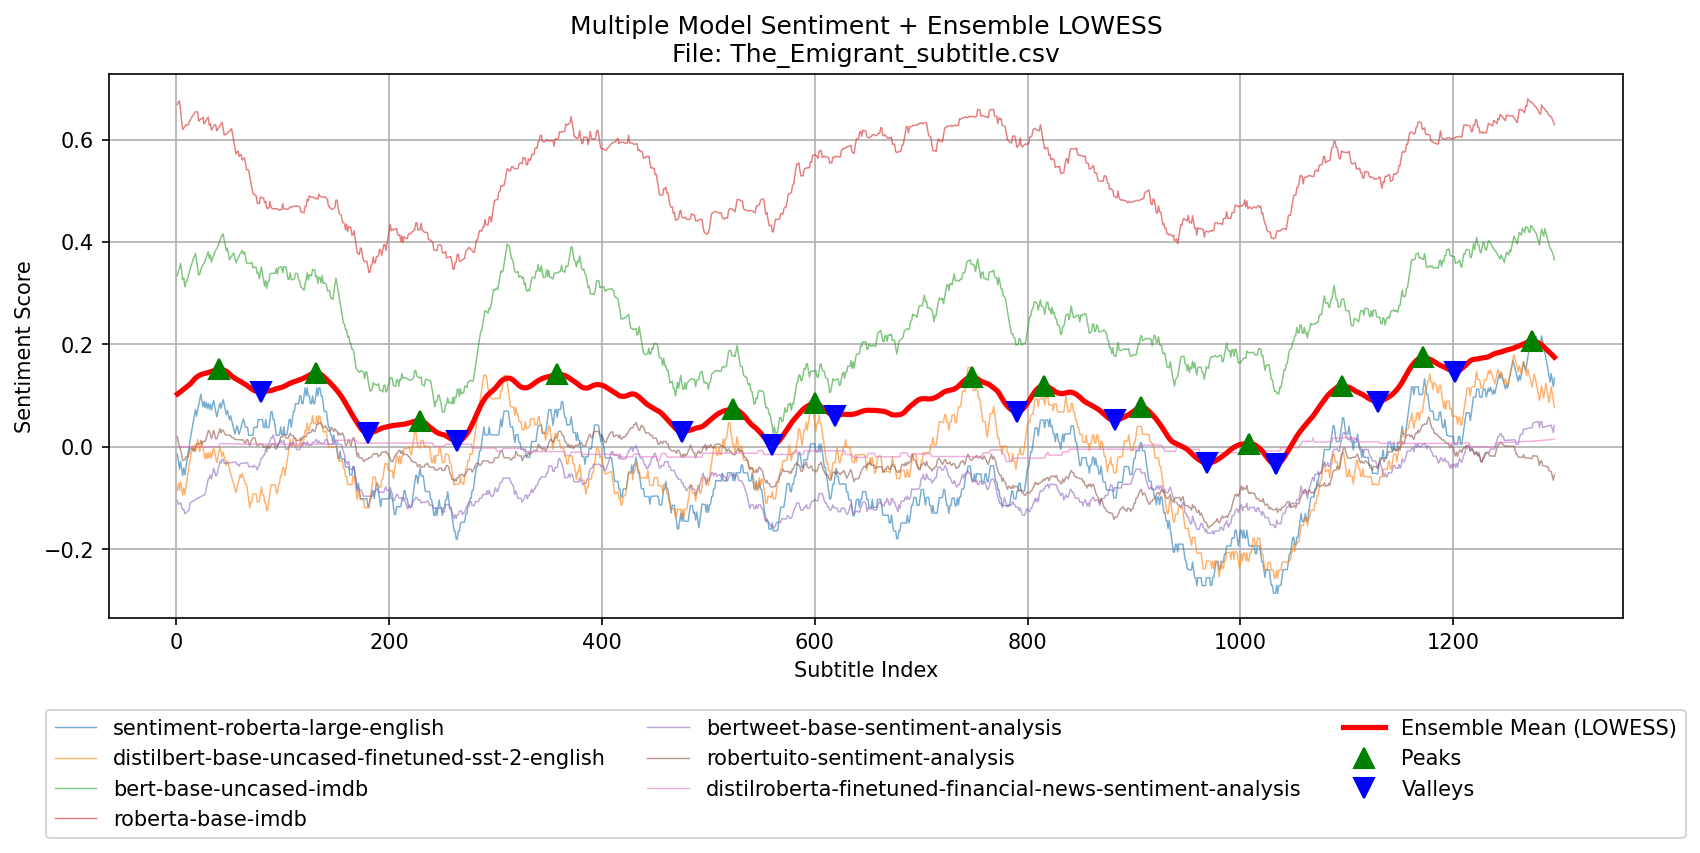 Multiple Model Sentiment + Ensemble LOWESS
File: The_Emigrant_subtitle.csv
Sentiment Score
0.6
0.4
0.2
0.0
−0.2
0 200 400 600 800 1000 1200
Subtitle Index
sentiment-roberta-large-english
distilbert-base-uncased-finetuned-sst-2-english
bert-base-uncased-imdb
roberta-base-imdb
bertweet-base-sentiment-analysis
robertuito-sentiment-analysis
distilroberta-finetuned-financial-news-sentiment-analysis
Ensemble Mean (LOWESS)
Peaks
Valleys